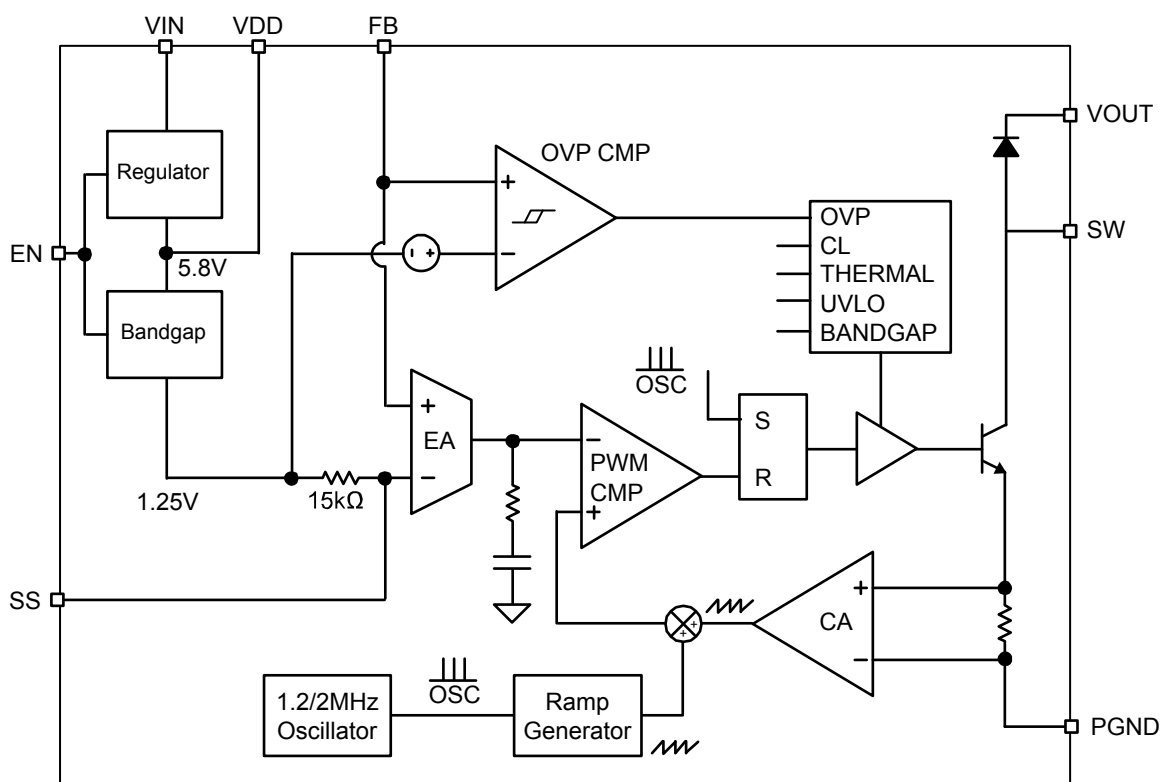 VIN
VDD
FB
VOUT
OVP CMP
Regulator
+
OVP
SW
EN
CL
5.8V
- +
−
THERMAL
UVLO
Bandgap
BANDGAP
OSC
+
S
EA
−
PWM
CMP
−
R
1.25V
15kΩ
+
SS
+
CA
+
+
−
OSC
1.2/2MHz
Oscillator
Ramp
Generator
PGND